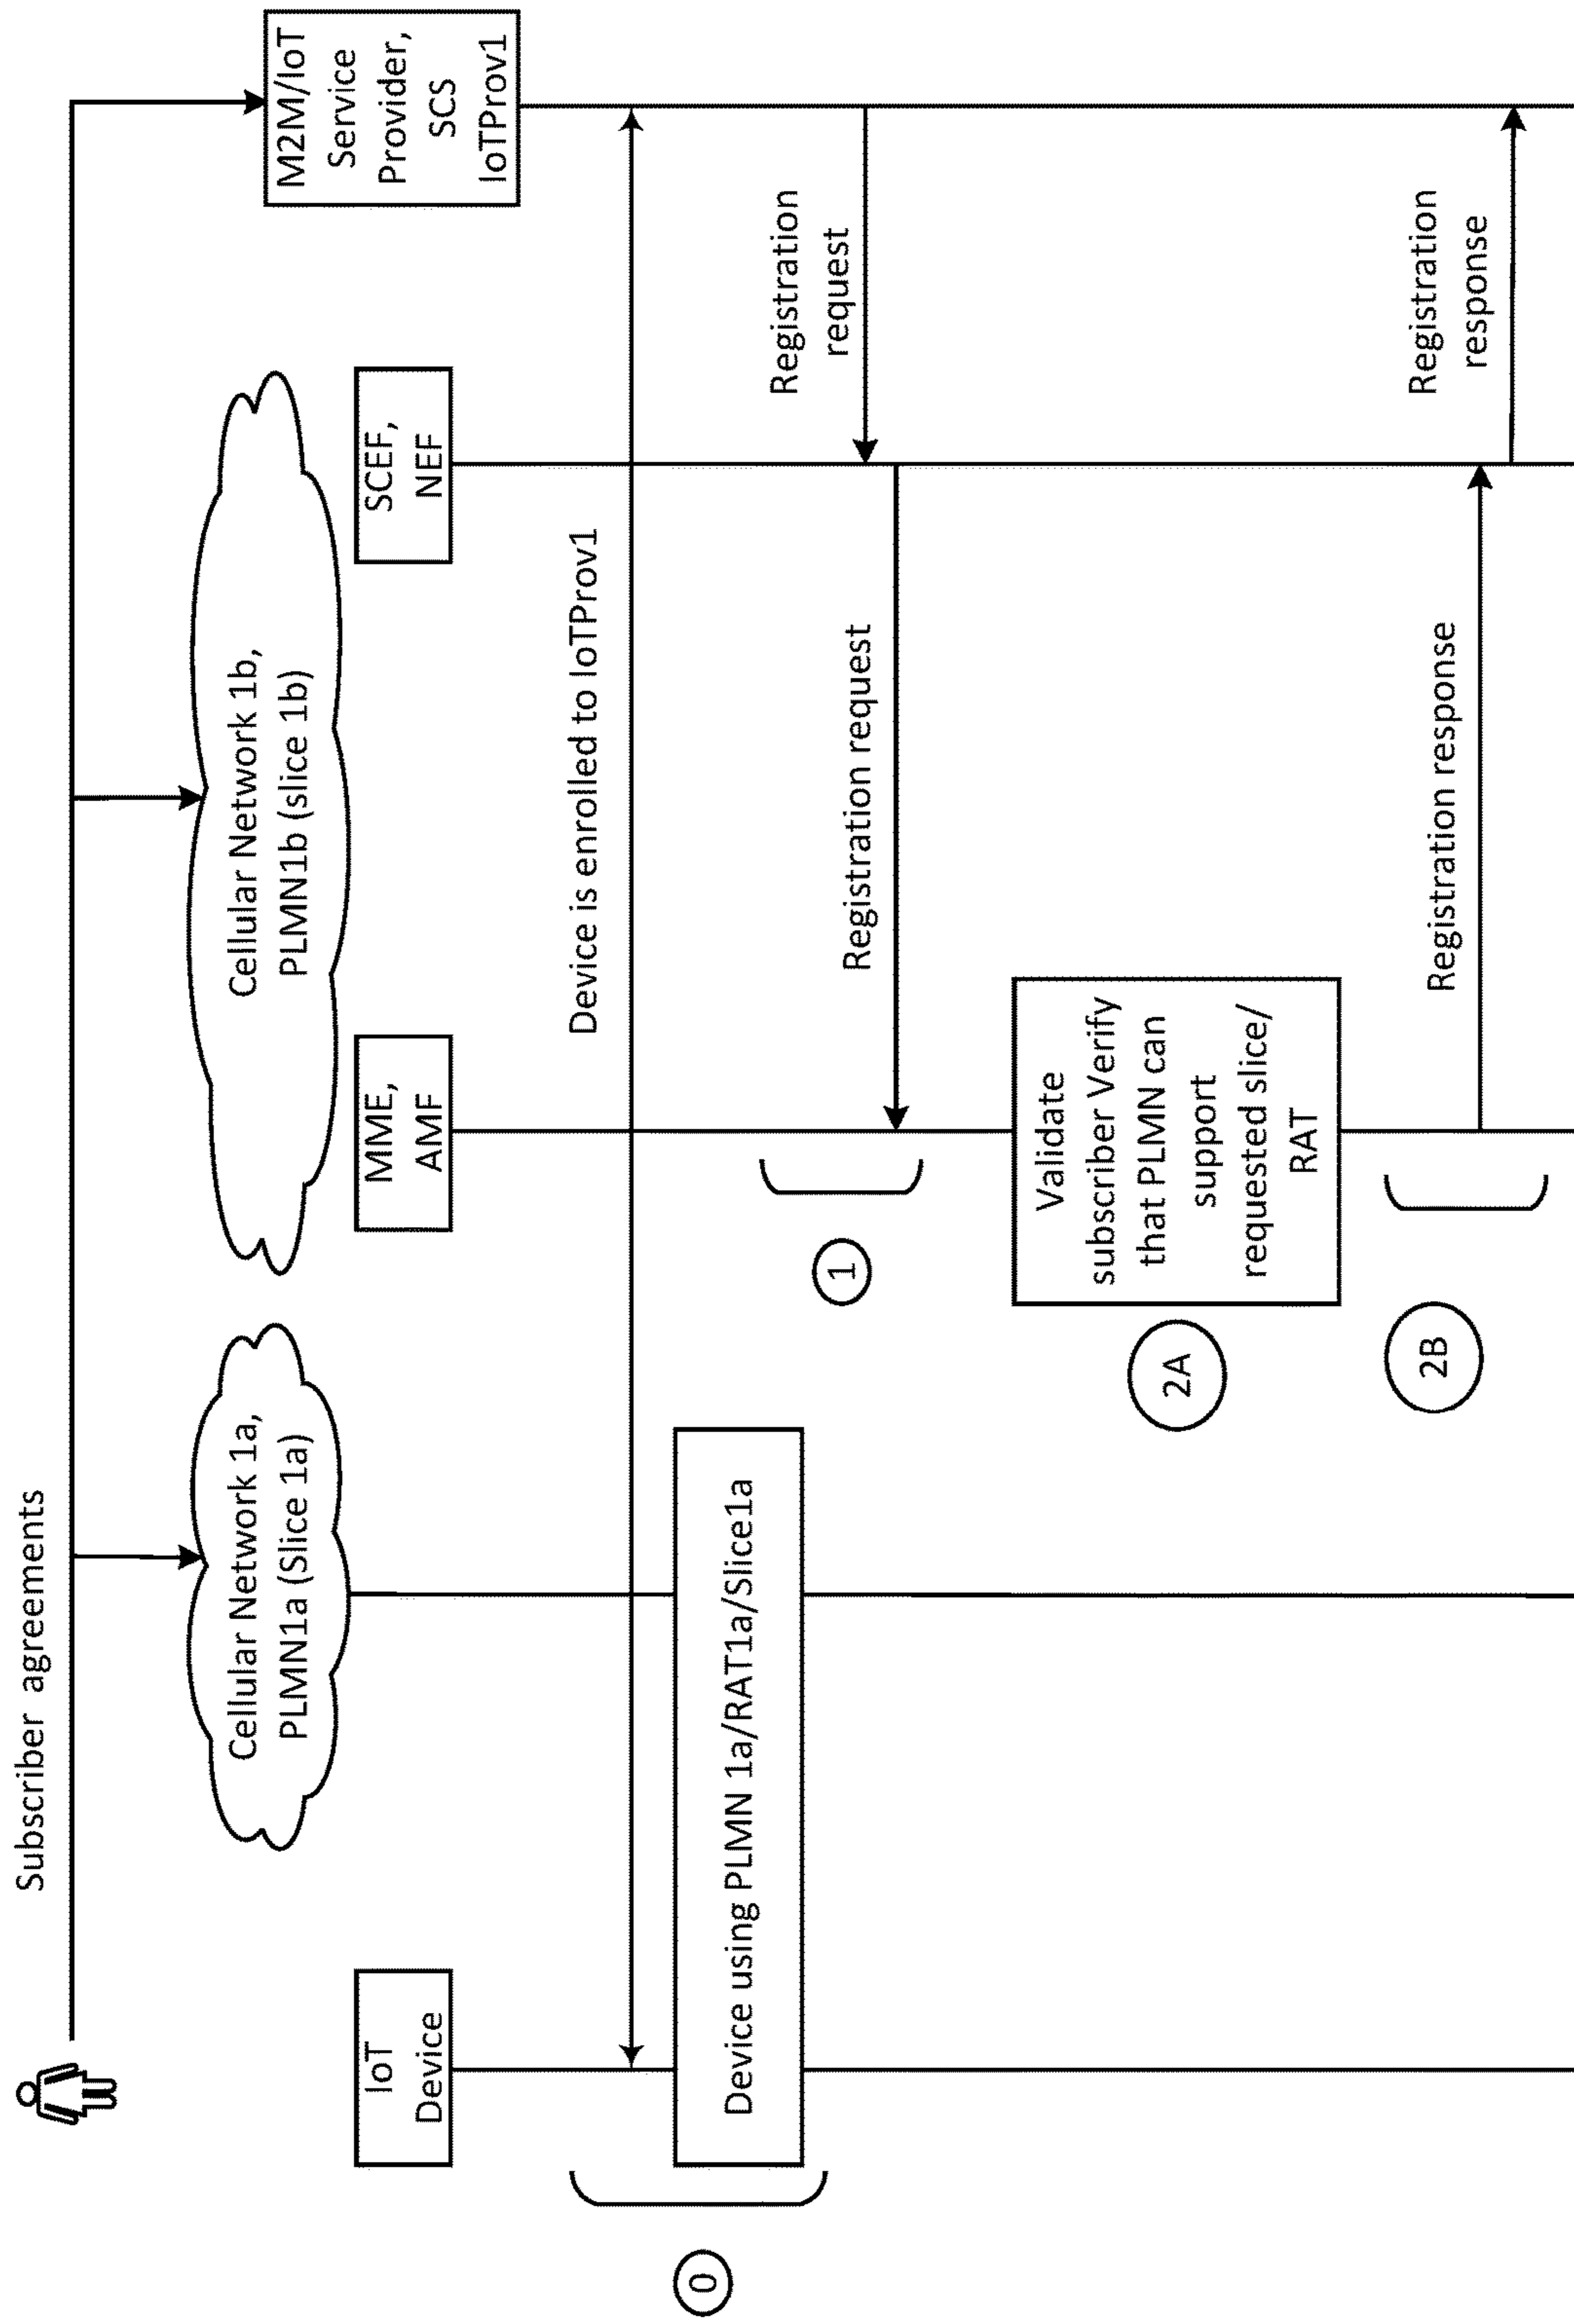 Subscriber agreements
Cellular Network 1a,
PLMN1a (Slice 1a)
Cellular Network 1b,
PLMN1b (slice 1b)
M2M/IoT
Service
Provider,
SCS
IoTProv1
IoT
Device
MME,
AMF
SCEF,
NEF
0
Device is enrolled to IoTProv1
Device using PLMN 1a/RAT1a/Slice1a
1
Registration
request
Registration request
2A
Validate
subscriber Verify
that PLMN can
support
requested slice/
RAT
2B
Registration response
Registration
response